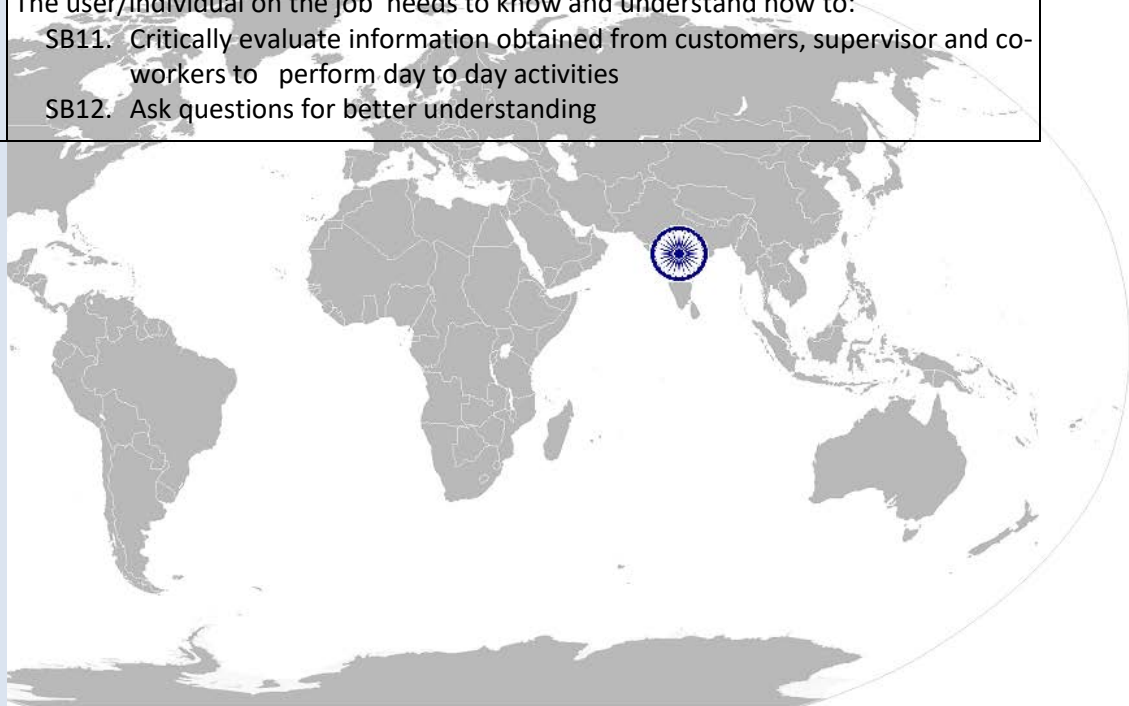 The user/individual on the job needs to know and understand how to:
SB11. Critically evaluate information obtained from customers, supervisor and co-
workers to perform day to day activities
SB12. Ask questions for better understanding